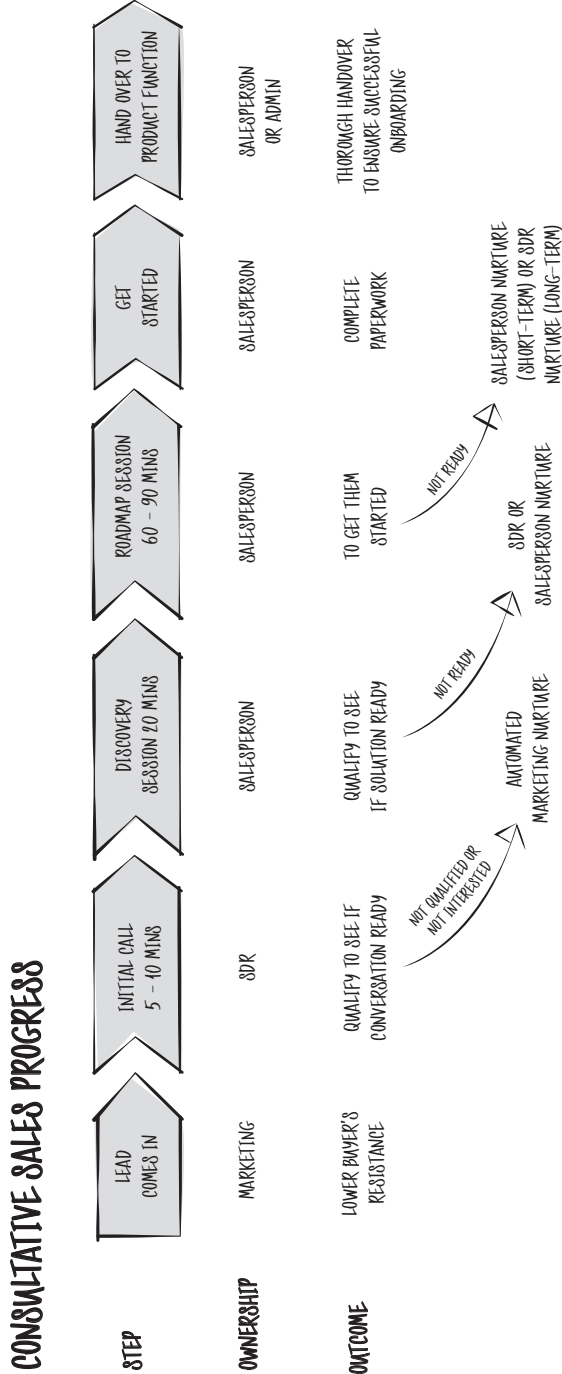 CONSULTATIVE SALES PROGRESS
STEP
LEAD
COMES IN
INITIAL CALL
5 - 10 MINS
DISCOVERY
SESSION 20 MINS
ROADMAP SESSION
60 - 90 MINS
GET
STARTED
HAND OVER TO
PRODUCT FUNCTION
OWNERSHIP
MARKETING
SDR
SALESPERSON
SALESPERSON
SALESPERSON
SALESPERSON
OR ADMIN
OUTCOME
LOWER BUYER'S
RESISTANCE
QUALIFY TO SEE IF
CONVERSATION READY
QUALIFY TO SEE
IF SOLUTION READY
TO GET THEM
STARTED
COMPLETE
PAPERWORK
THOROUGH HANDOVER
TO ENSURE SUCCESSFUL
ONBOARDING
NOT QUALIFIED OR
NOT INTERESTED
NOT READY
NOT READY
AUTOMATED
MARKETING NURTURE
SDR OR
SALESPERSON NURTURE
SALESPERSON NURTURE
(SHORT-TERM) OR SDR
NURTURE (LONG-TERM)